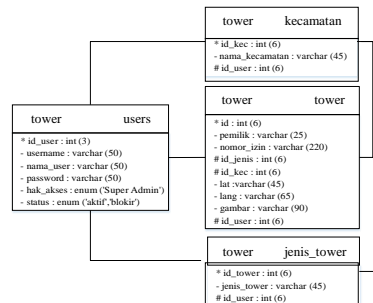 tower kecamatan
* id_kec : int (6)
- nama_kecamatan : varchar (45)
# id_user : int (6)
tower users
* id_user : int (3)
- username : varchar (50)
- nama_user : varchar (50)
- password : varchar (50)
- hak_akses : enum ('Super Admin')
- status : enum ('aktif','blokir')
tower tower
* id : int (6)
- pemilik : varchar (25)
- nomor_izin : varchar (220)
# id_jenis : int (6)
# id_kec : int (6)
- lat :varchar (45)
- lang : varchar (65)
- gambar : varchar (90)
# id_user : int (6)
tower jenis_tower
* id_tower : int (6)
- jenis_tower : varchar (45)
# id_user : int (6)